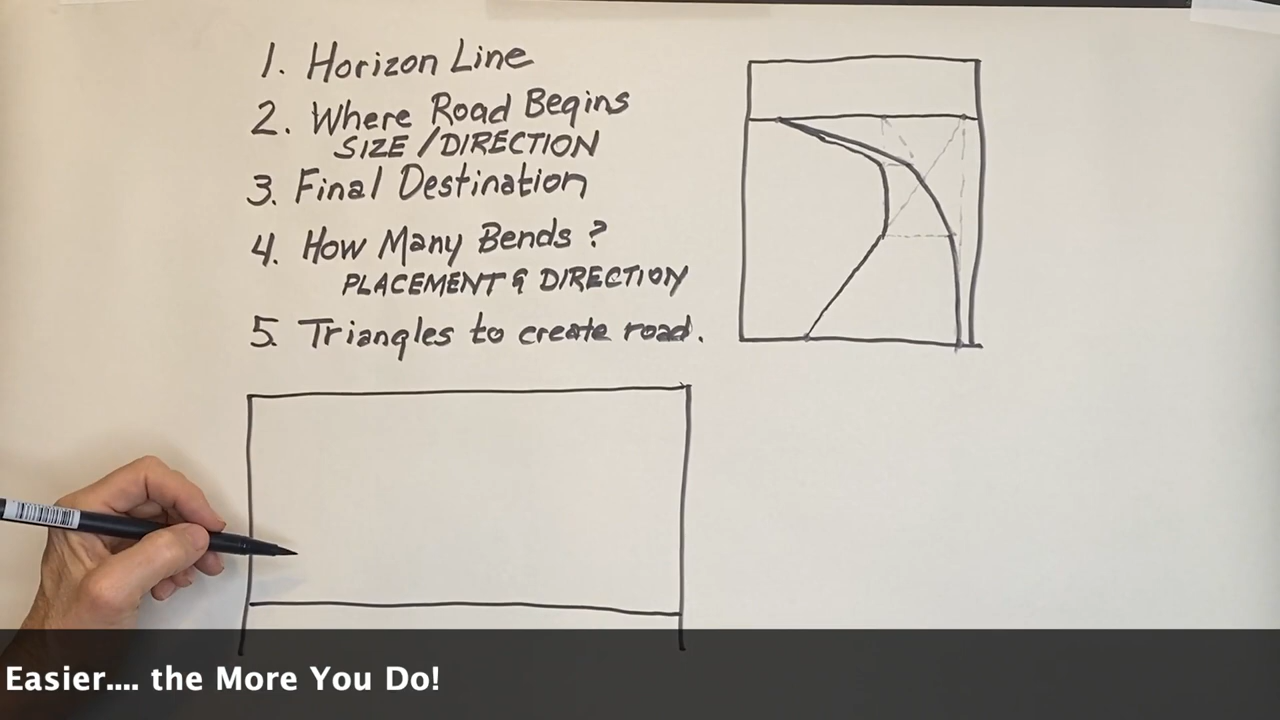 1. Horizon Line
2. Where Road Begins
SIZE / DIRECTION
3. Final Destination
4. How Many Bends ?
PLACEMENT & DIRECTION
5. Triangles to create road.
Easier.... the More You Do!